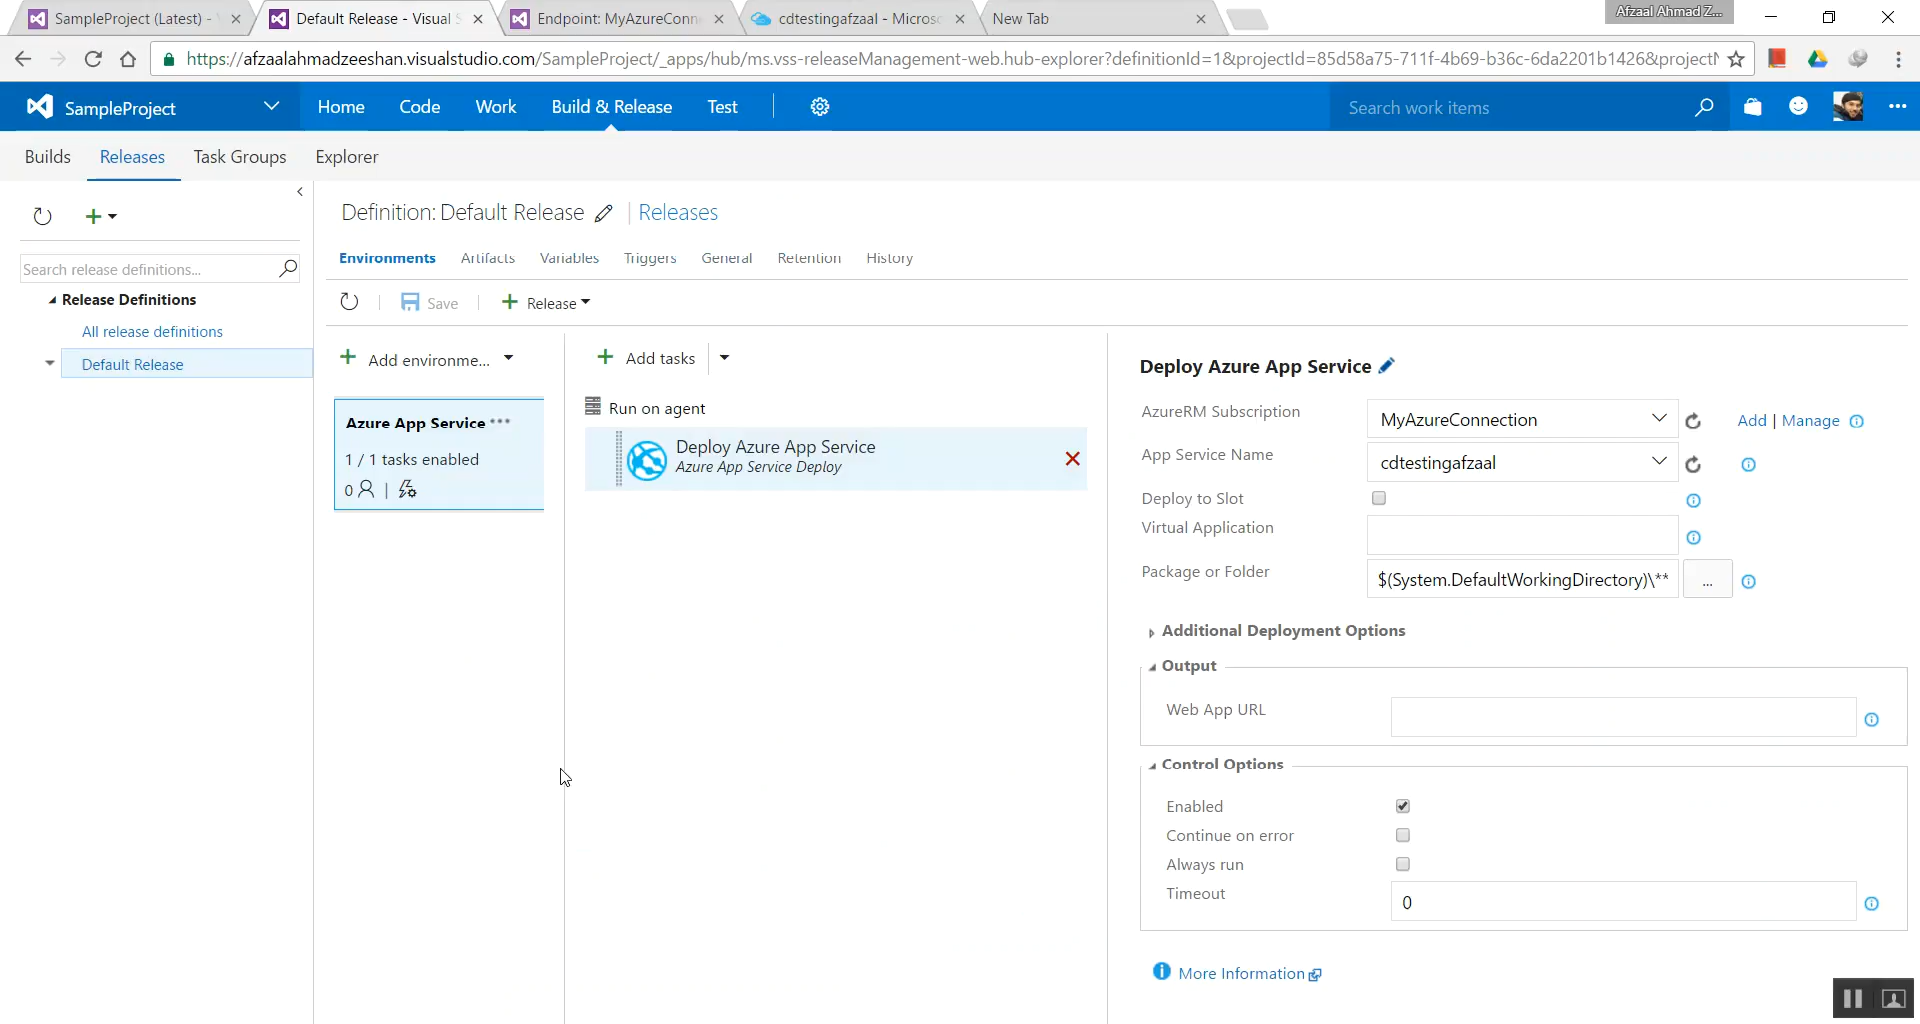 SampleProject (Latest) -
Default Release - Visual S
Endpoint: MyAzureConne
cdtestingafzaal - Microso
New Tab
Afzaal Ahmad Z...
https://afzaalahmadzeeshan.visualstudio.com/SampleProject/_apps/hub/ms.vss-releaseManagement-web.hub-explorer?definitionId=1&projectId=85d58a75-711f-4b69-b36c-6da2201b1426&projectN
SampleProject
Home
Code
Work
Build & Release
Test
Search work items
Builds
Releases
Task Groups
Explorer
Definition: Default Release
Releases
Search release definitions...
Release Definitions
All release definitions
Default Release
Environments
Artifacts
Variables
Triggers
General
Retention
History
Save
Release
Add environme...
Add tasks
Azure App Service
1 / 1 tasks enabled
0
Run on agent
Deploy Azure App Service
Azure App Service Deploy
Deploy Azure App Service
AzureRM Subscription
MyAzureConnection
Add | Manage
App Service Name
cdtestingafzaal
Deploy to Slot
Virtual Application
Package or Folder
$(System.DefaultWorkingDirectory)\**
...
Additional Deployment Options
Output
Web App URL
Control Options
Enabled
Continue on error
Always run
Timeout
0
More Information